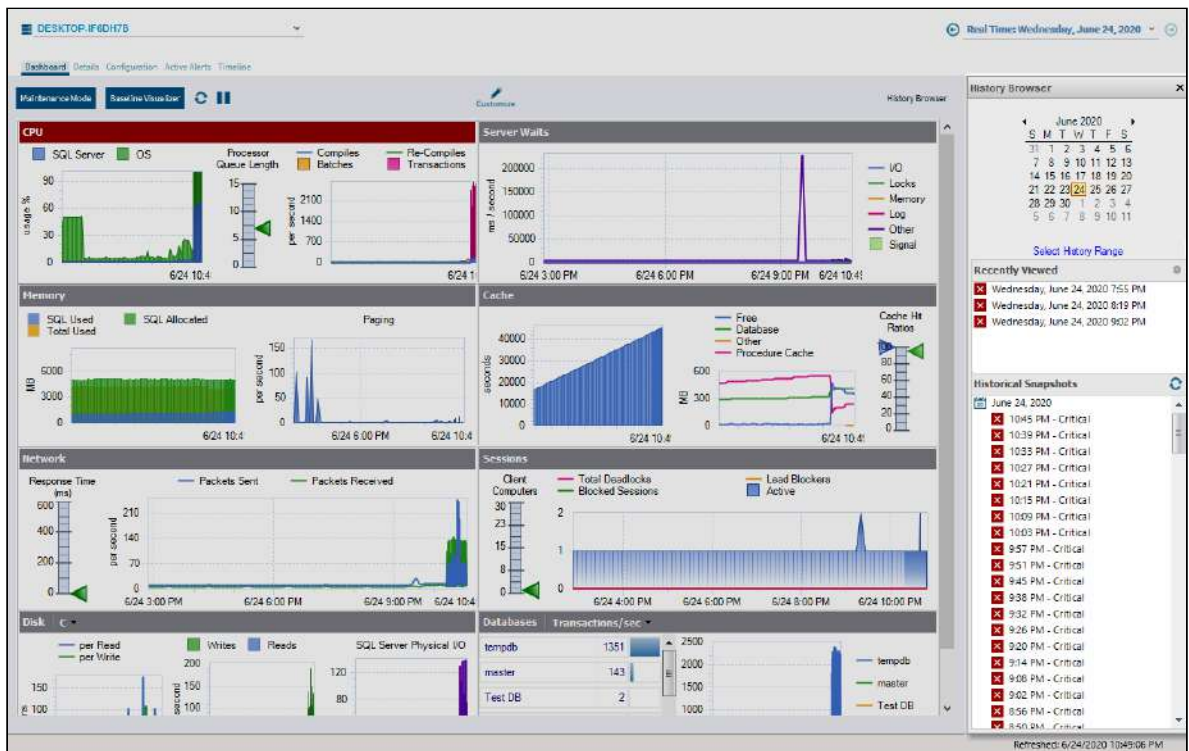 DESKTOP-IF6DH7B
Real Time: Wednesday, June 24, 2020
Dashboard Details Configuration Active Alerts Timeline
Maintenance Mode Baseline Visualizer
Customize
History Browser
CPU
SQL Server OS
Processor Queue Length
Compiles Re-Compiles
Batches Transactions
usage %
90
60
30
0
6/24 10:4
15
10
5
0
per second
2100
1400
700
0
6/24 1
Server Waits
ms / second
200000
150000
100000
50000
0
6/24 3:00 PM 6/24 6:00 PM 6/24 9:00 PM 6/24 10:4
I/O
Locks
Memory
Log
Other
Signal
Memory
SQL Used SQL Allocated
Total Used
MB
5000
3000
0
6/24 10:4
Paging
per second
150
100
50
0
6/24 6:00 PM 6/24 10:4
Cache
seconds
40000
30000
20000
10000
0
6/24 10:4
Free
Database
Other
Procedure Cache
MB
600
300
0
6/24 10:4
Cache Hit Ratios
80
60
40
20
0
Network
Response Time (ms)
600
400
200
0
Packets Sent Packets Received
per second
210
140
70
0
6/24 3:00 PM 6/24 6:00 PM 6/24 9:00 PM 6/24 10:4
Sessions
Client Computers
30
23
15
8
0
Total Deadlocks Lead Blockers
Blocked Sessions Active
2
1
0
6/24 4:00 PM 6/24 6:00 PM 6/24 8:00 PM 6/24 10:00 PM
Disk C
per Read
per Write
150
100
Writes Reads
200
150
100
SQL Server Physical I/O
120
80
Databases Transactions/sec
tempdb 1351
master 143
Test DB 2
2500
2000
1500
1000
tempdb
master
Test DB
History Browser
June 2020
S M T W T F S
31 1 2 3 4 5 6
7 8 9 10 11 12 13
14 15 16 17 18 19 20
21 22 23 24 25 26 27
28 29 30 1 2 3 4
5 6 7 8 9 10 11
Select History Range
Recently Viewed
Wednesday, June 24, 2020 7:55 PM
Wednesday, June 24, 2020 8:19 PM
Wednesday, June 24, 2020 9:02 PM
Historical Snapshots
June 24, 2020
10:45 PM - Critical
10:39 PM - Critical
10:33 PM - Critical
10:27 PM - Critical
10:21 PM - Critical
10:15 PM - Critical
10:09 PM - Critical
10:03 PM - Critical
9:57 PM - Critical
9:51 PM - Critical
9:45 PM - Critical
9:38 PM - Critical
9:32 PM - Critical
9:26 PM - Critical
9:20 PM - Critical
9:14 PM - Critical
9:08 PM - Critical
9:02 PM - Critical
8:56 PM - Critical
8:50 PM - Critical
Refreshed: 6/24/2020 10:49:06 PM